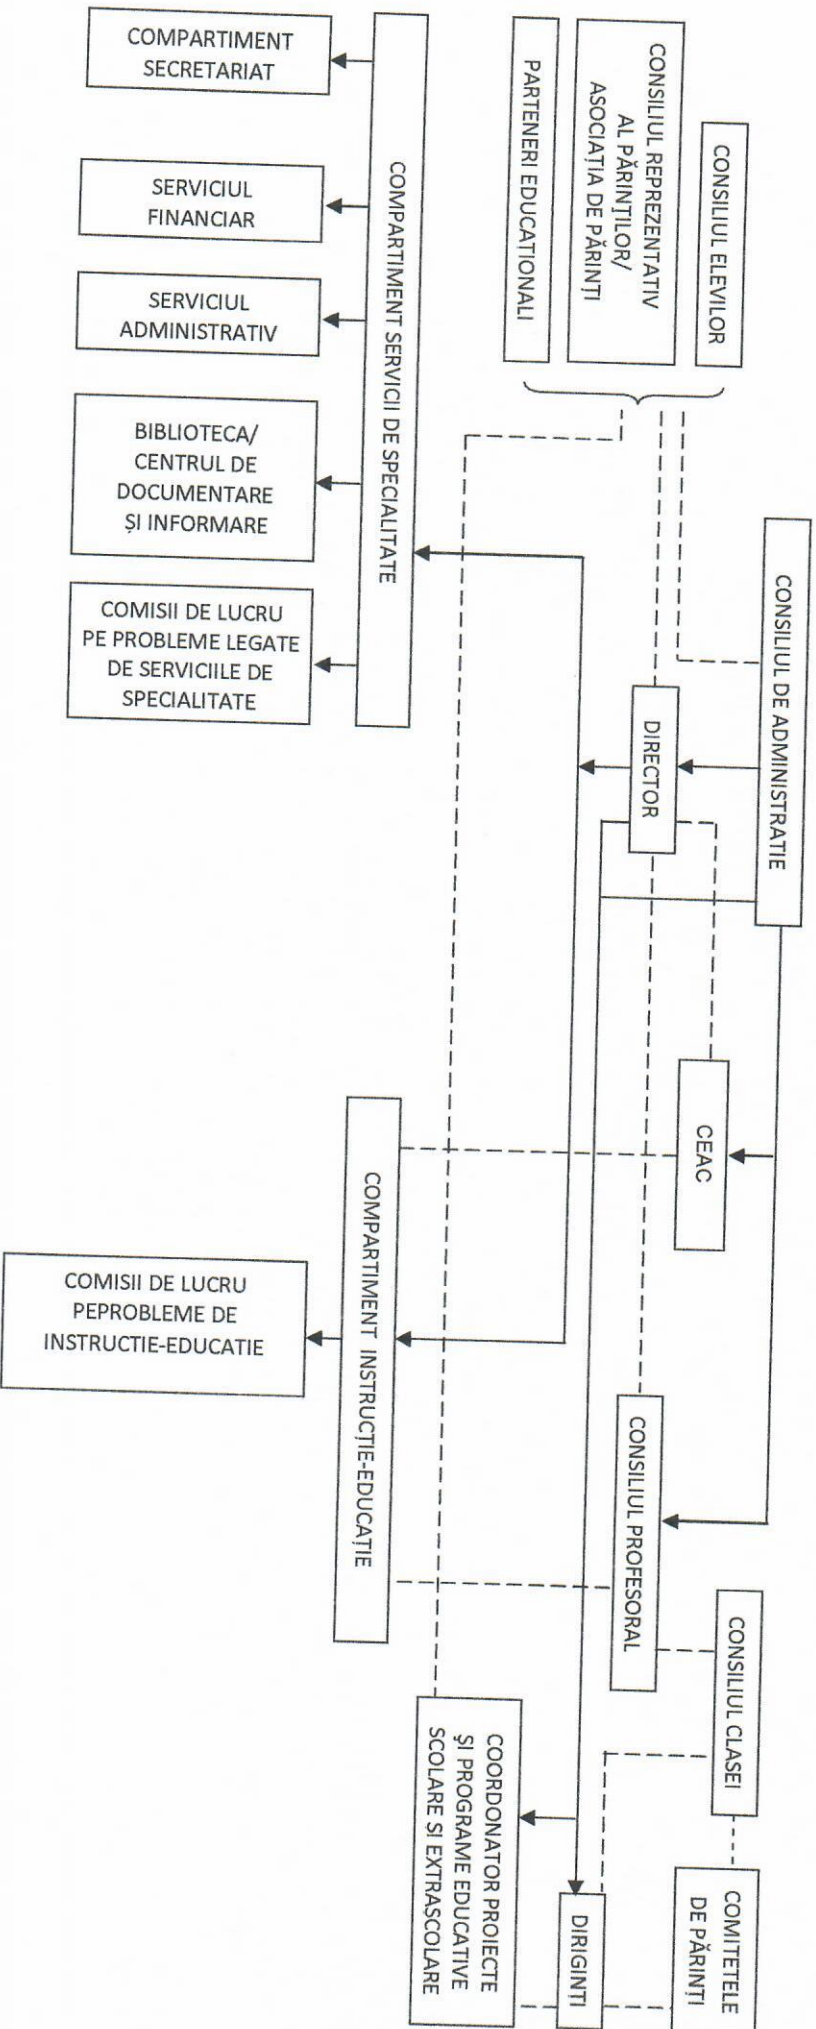 CONSILIUL DE ADMINISTRATIE
CONSILIUL ELEVILOR
CONSILIUL REPREZENTATIV
AL PĂRINȚILOR/
ASOCIAȚIA DE PĂRINȚI
PARTENERI EDUCATIONALI
DIRECTOR
CEAC
CONSILIUL PROFESORAL
CONSILIUL CLASEI
COMITETELE
DE PĂRINȚI
DIRIGINTI
COORDONATOR PROIECTE
ȘI PROGRAME EDUCATIVE
SCOLARE ȘI EXTRAȘCOLARE
COMPARTIMENT SERVICII DE SPECIALITATE
COMPARTIMENT INSTRUCȚIE-EDUCAȚIE
COMPARTIMENT
SECRETARIAT
SERVICIUL
FINANCIAR
SERVICIUL
ADMINISTRATIV
BIBLIOTECA/
CENTRUL DE
DOCUMENTARE
ȘI INFORMARE
COMISII DE LUCRU
PE PROBLEME LEGATE
DE SERVICIILE DE
SPECIALITATE
COMISII DE LUCRU
PEPROBLEME DE
INSTRUCTIE-EDUCATIE